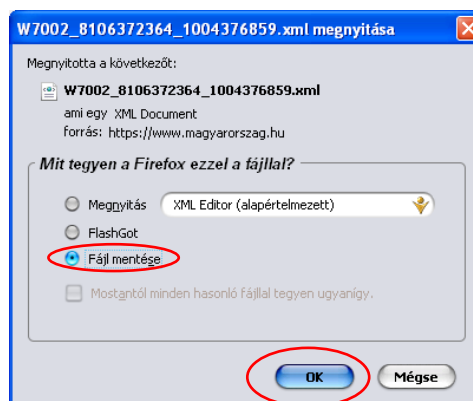 W7002_8106372364_1004376859.xml megnyitása
Megnyitotta a következőt:
W7002_8106372364_1004376859.xml
ami egy XML Document
forrás: https://www.magyarorszag.hu
Mit tegyen a Firefox ezzel a fájllal?
Megnyitás XML Editor (alapértelmezett)
FlashGot
Fájl mentése
Mostantól minden hasonló fájllal tegyen ugyanígy.
OK Mégse